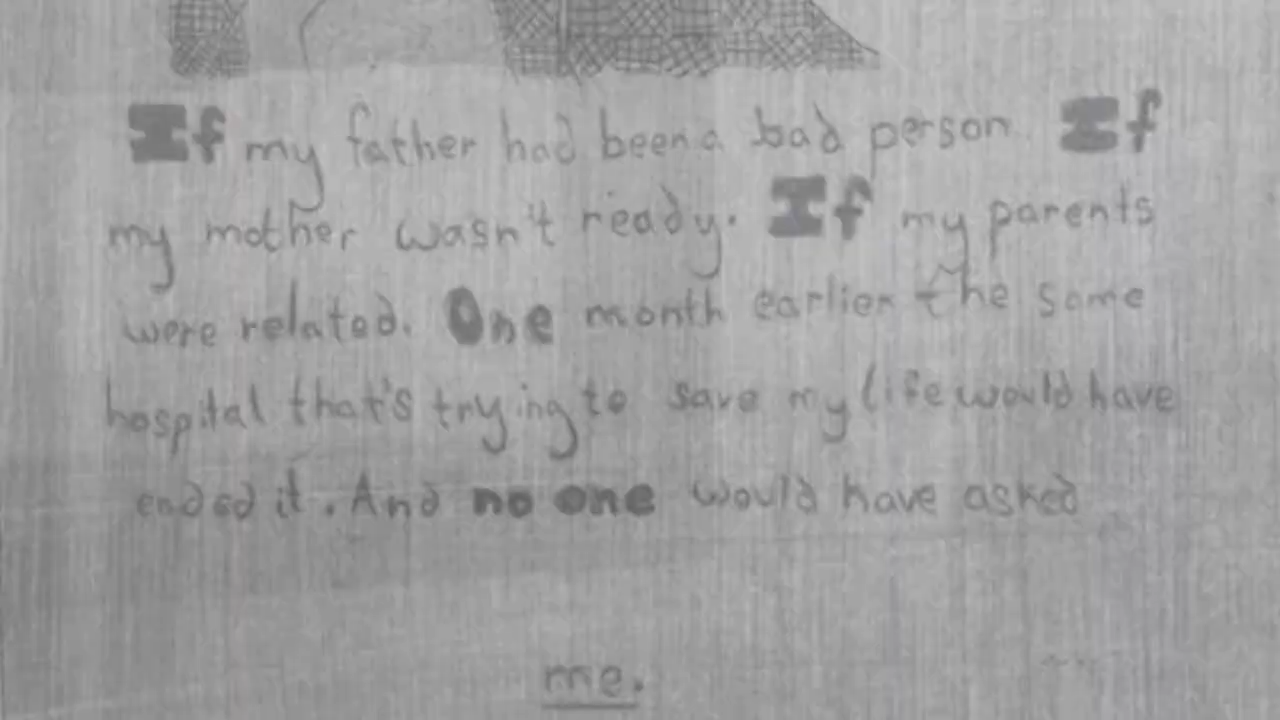 If my father had been a bad person If
my mother wasn't ready. If my parents
were related. One month earlier the same
hospital that's trying to save my life would have
ended it. And no one would have asked
me.